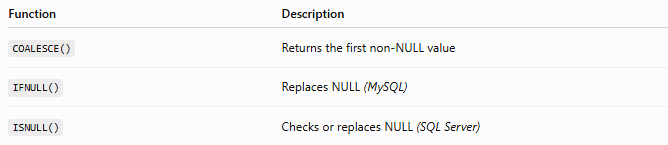 Function Description
COALESCE() Returns the first non-NULL value
IFNULL() Replaces NULL (MySQL)
ISNULL() Checks or replaces NULL (SQL Server)